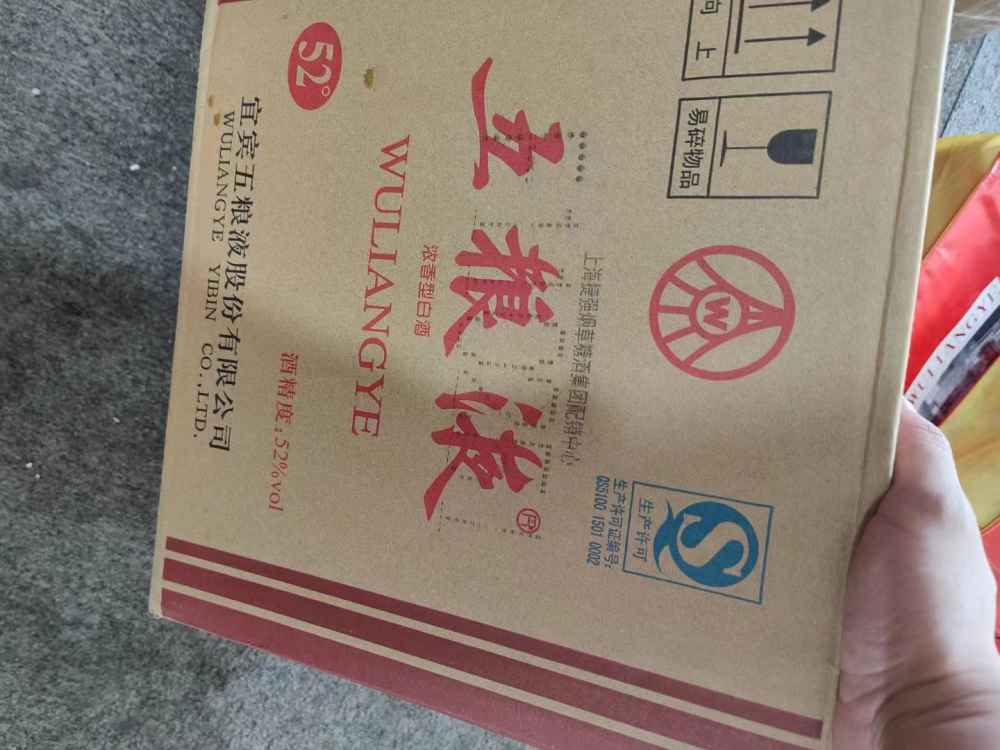 向上
易碎物品
W
生产许可
生产许可证编号:
QS5100 1501 0002
上海捷强烟草糖酒集团配销中心
五粮液
浓香型白酒
WULIANGYE
52°
酒精度:52%vol
宜宾五粮液股份有限公司
WULIANGYE YIBIN CO.,LTD.
WULIANGYE